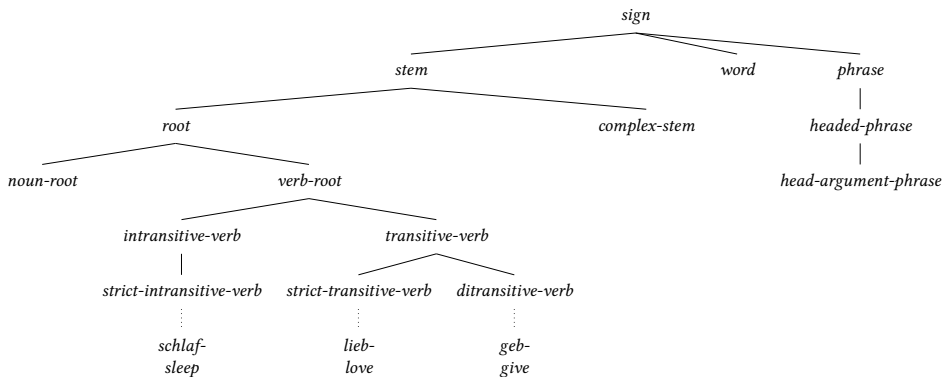 sign
stem word phrase
root complex-stem headed-phrase
noun-root verb-root head-argument-phrase
intransitive-verb transitive-verb
strict-intransitive-verb strict-transitive-verb ditransitive-verb
schlaf- lieb- geb-
sleep love give